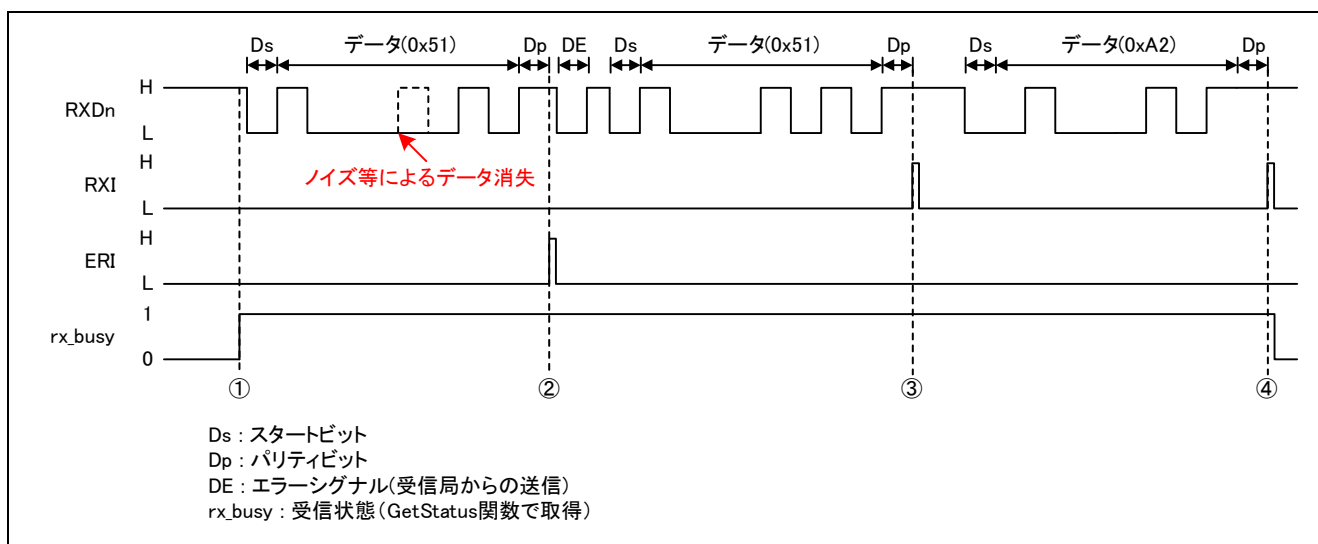 Ds データ(0x51) Dp DE Ds データ(0x51) Dp Ds データ(0xA2) Dp
H
RXDn
L
ノイズ等によるデータ消失
H
RXI
L
H
ERI
L
1
rx_busy
0
① ② ③ ④
Ds : スタートビット
Dp : パリティビット
DE : エラーシグナル(受信局からの送信)
rx_busy : 受信状態(GetStatus関数で取得)